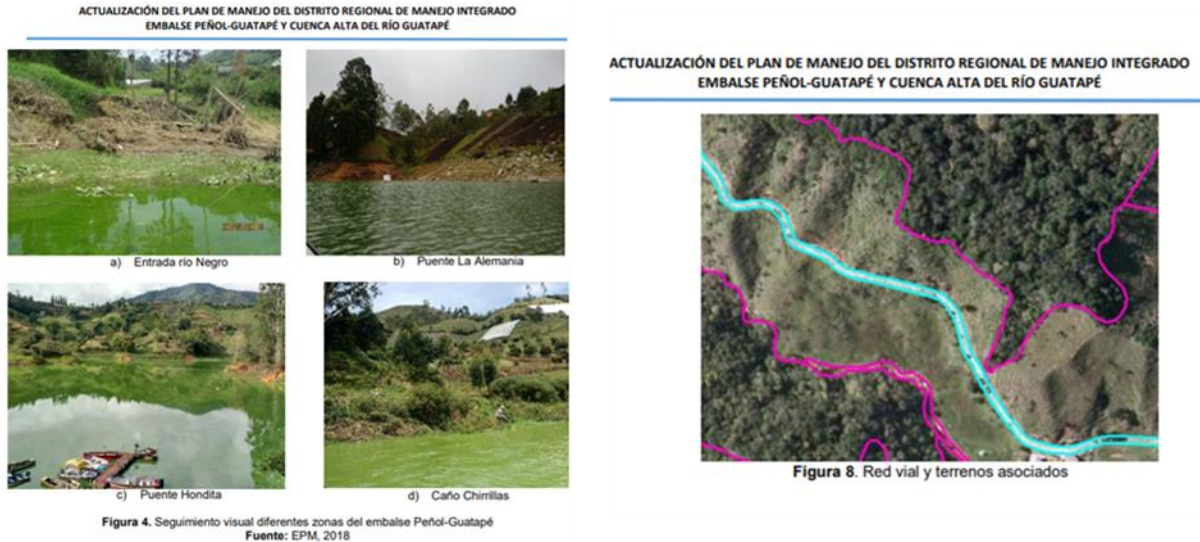 ACTUALIZACIÓN DEL PLAN DE MANEJO DEL DISTRITO REGIONAL DE MANEJO INTEGRADO
EMBALSE PEÑOL-GUATAPÉ Y CUENCA ALTA DEL RÍO GUATAPÉ
a) Entrada río Negro
b) Puente La Alemania
c) Puente Hondita
d) Caño Chirrillas
Figura 4. Seguimiento visual diferentes zonas del embalse Peñol-Guatapé
Fuente: EPM, 2018
ACTUALIZACIÓN DEL PLAN DE MANEJO DEL DISTRITO REGIONAL DE MANEJO INTEGRADO
EMBALSE PEÑOL-GUATAPÉ Y CUENCA ALTA DEL RÍO GUATAPÉ
Figura 8. Red vial y terrenos asociados